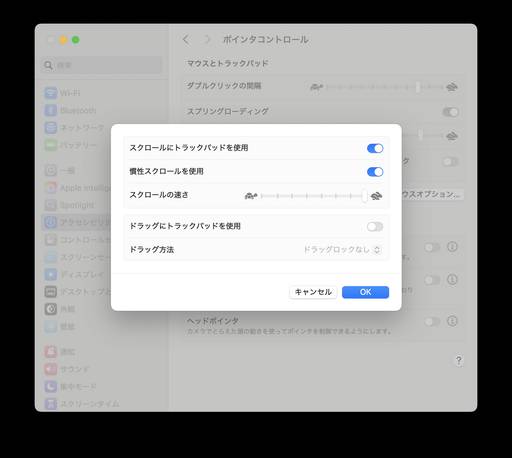 ポインタコントロール
検索
マウスとトラックパッド
Wi-Fi
ダブルクリックの間隔
Bluetooth
スプリングローディング
ネットワーク
バッテリー
スクロールにトラックパッドを使用
慣性スクロールを使用
スクロールの速さ
ドラッグにトラックパッドを使用
ドラッグ方法
ドラッグロックなし
キャンセル
OK
一般
Apple Intellig
Spotlight
ウスオプション...
アクセシビリテ
コントロールセ
スクリーンセー
ディスプレイ
デスクトップと
外観
壁紙
ヘッドポインタ
カメラでとらえた頭の動きを使ってポインタを制御できるようにします。
通知
サウンド
集中モード
スクリーンタイム
?